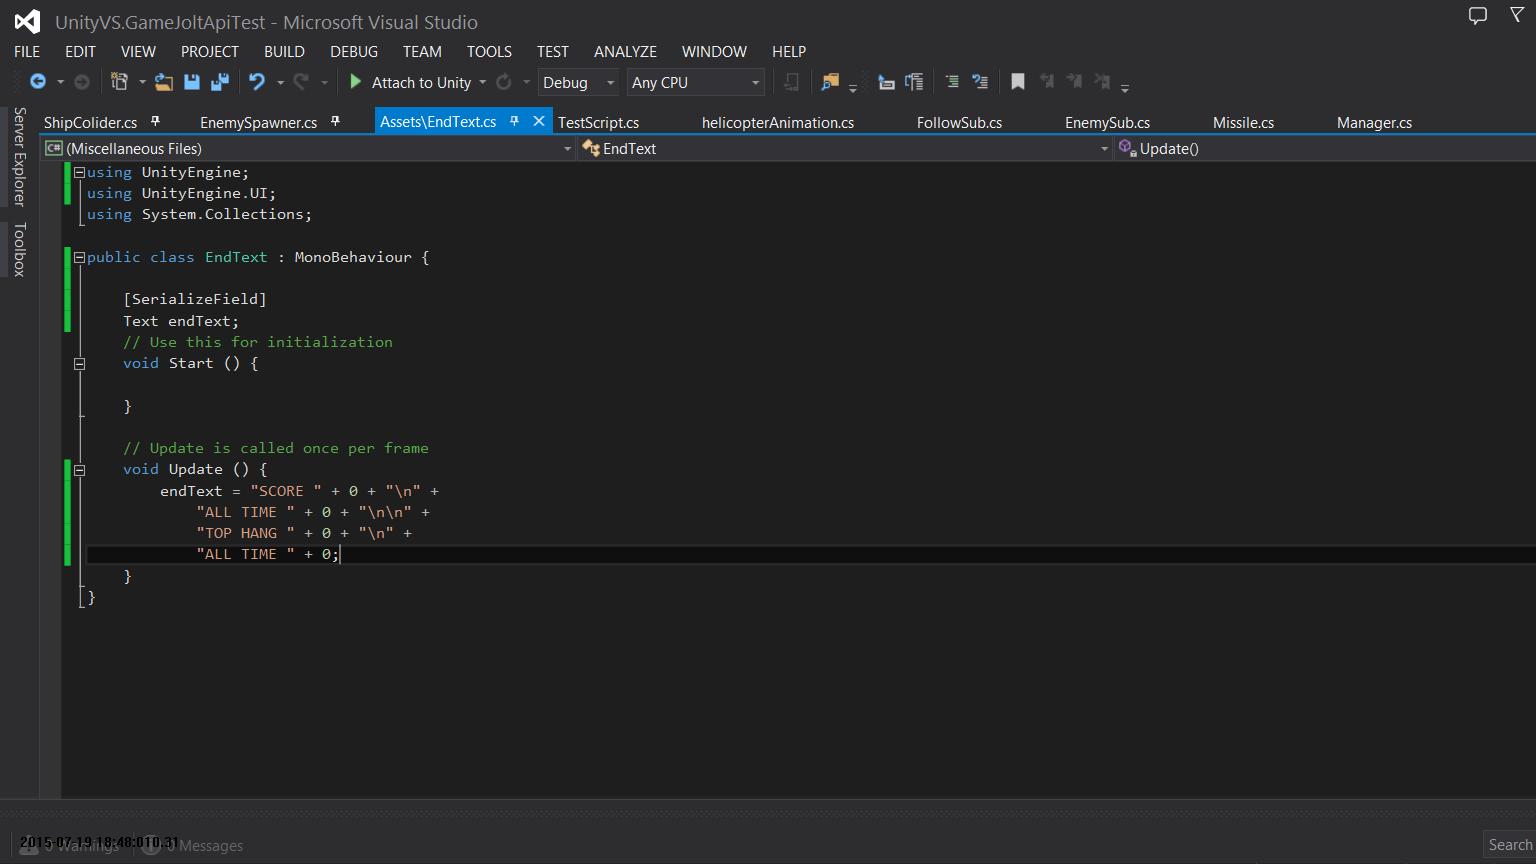 UnityVS.GameJoltApiTest - Microsoft Visual Studio
FILE EDIT VIEW PROJECT BUILD DEBUG TEAM TOOLS TEST ANALYZE WINDOW HELP
Attach to Unity Debug Any CPU
Server Explorer
Toolbox
ShipColider.cs EnemySpawner.cs Assets\EndText.cs TestScript.cs helicopterAnimation.cs FollowSub.cs EnemySub.cs Missile.cs Manager.cs
C# (Miscellaneous Files) EndText Update()
using UnityEngine;
using UnityEngine.UI;
using System.Collections;
public class EndText : MonoBehaviour {
[SerializeField]
Text endText;
// Use this for initialization
void Start () {
}
// Update is called once per frame
void Update () {
endText = "SCORE " + 0 + "\n" +
"ALL TIME " + 0 + "\n\n" +
"TOP HANG " + 0 + "\n" +
"ALL TIME " + 0;
}
}
2015-07-19 18:48:010.31
0 Warnings 0 Messages
Search